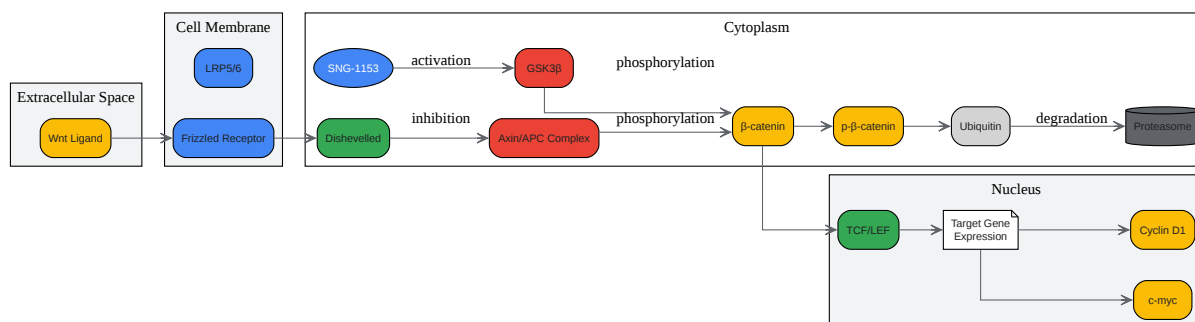 Extracellular Space
Wnt Ligand
Cell Membrane
LRP5/6
Frizzled Receptor
Cytoplasm
SNG-1153
activation
GSK3β
phosphorylation
Dishevelled
inhibition
Axin/APC Complex
phosphorylation
β-catenin
p-β-catenin
Ubiquitin
degradation
Proteasome
Nucleus
TCF/LEF
Target Gene
Expression
Cyclin D1
c-myc